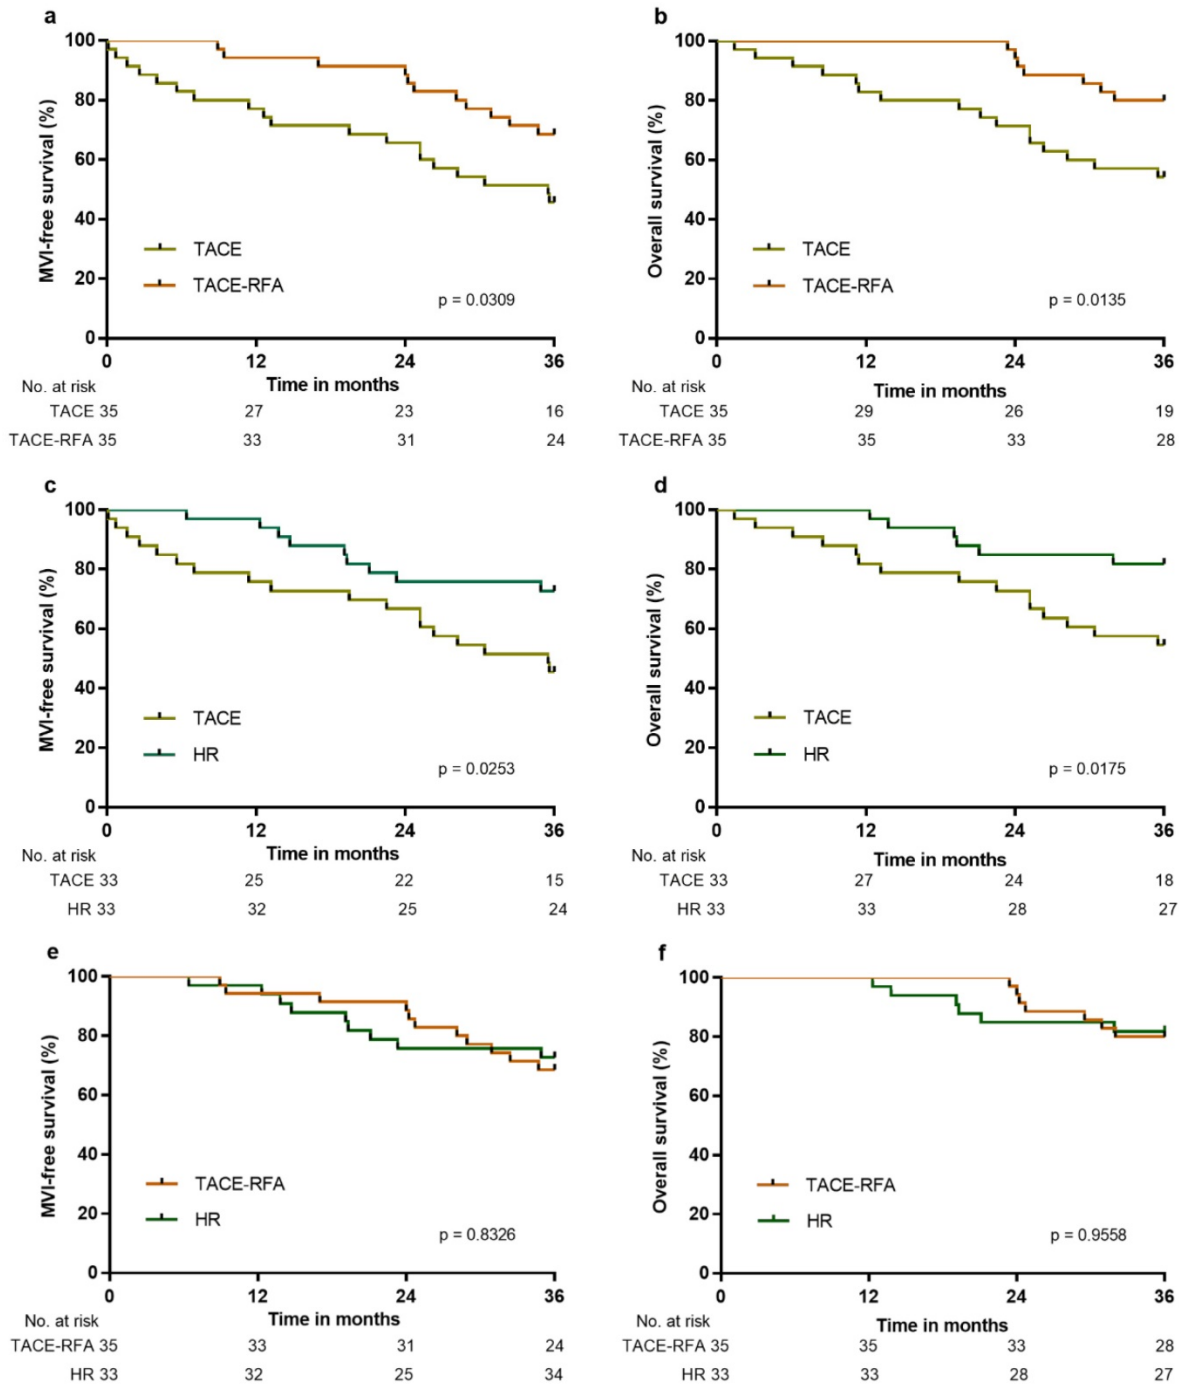 a
MVI-free survival (%)
100
80
60
40
20
0
TACE
TACE-RFA
p = 0.0309
0 12 24 36
Time in months
No. at risk
TACE 35 27 23 16
TACE-RFA 35 33 31 24
b
Overall survival (%)
100
80
60
40
20
0
TACE
TACE-RFA
p = 0.0135
0 12 24 36
Time in months
No. at risk
TACE 35 29 26 19
TACE-RFA 35 35 33 28
c
MVI-free survival (%)
100
80
60
40
20
0
TACE
HR
p = 0.0253
0 12 24 36
Time in months
No. at risk
TACE 33 25 22 15
HR 33 32 25 24
d
Overall survival (%)
100
80
60
40
20
0
TACE
HR
p = 0.0175
0 12 24 36
Time in months
No. at risk
TACE 33 27 24 18
HR 33 33 28 27
e
MVI-free survival (%)
100
80
60
40
20
0
TACE-RFA
HR
p = 0.8326
0 12 24 36
Time in months
No. at risk
TACE-RFA 35 33 31 24
HR 33 32 25 34
f
Overall survival (%)
100
80
60
40
20
0
TACE-RFA
HR
p = 0.9558
0 12 24 36
Time in months
No. at risk
TACE-RFA 35 35 33 28
HR 33 33 28 27